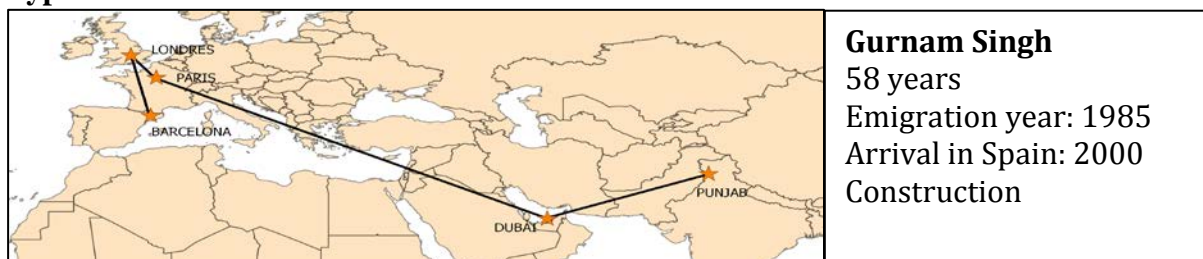 LONDRES
PARIS
BARCELONA
DUBAI
PUNJAB
Gurnam Singh
58 years
Emigration year: 1985
Arrival in Spain: 2000
Construction